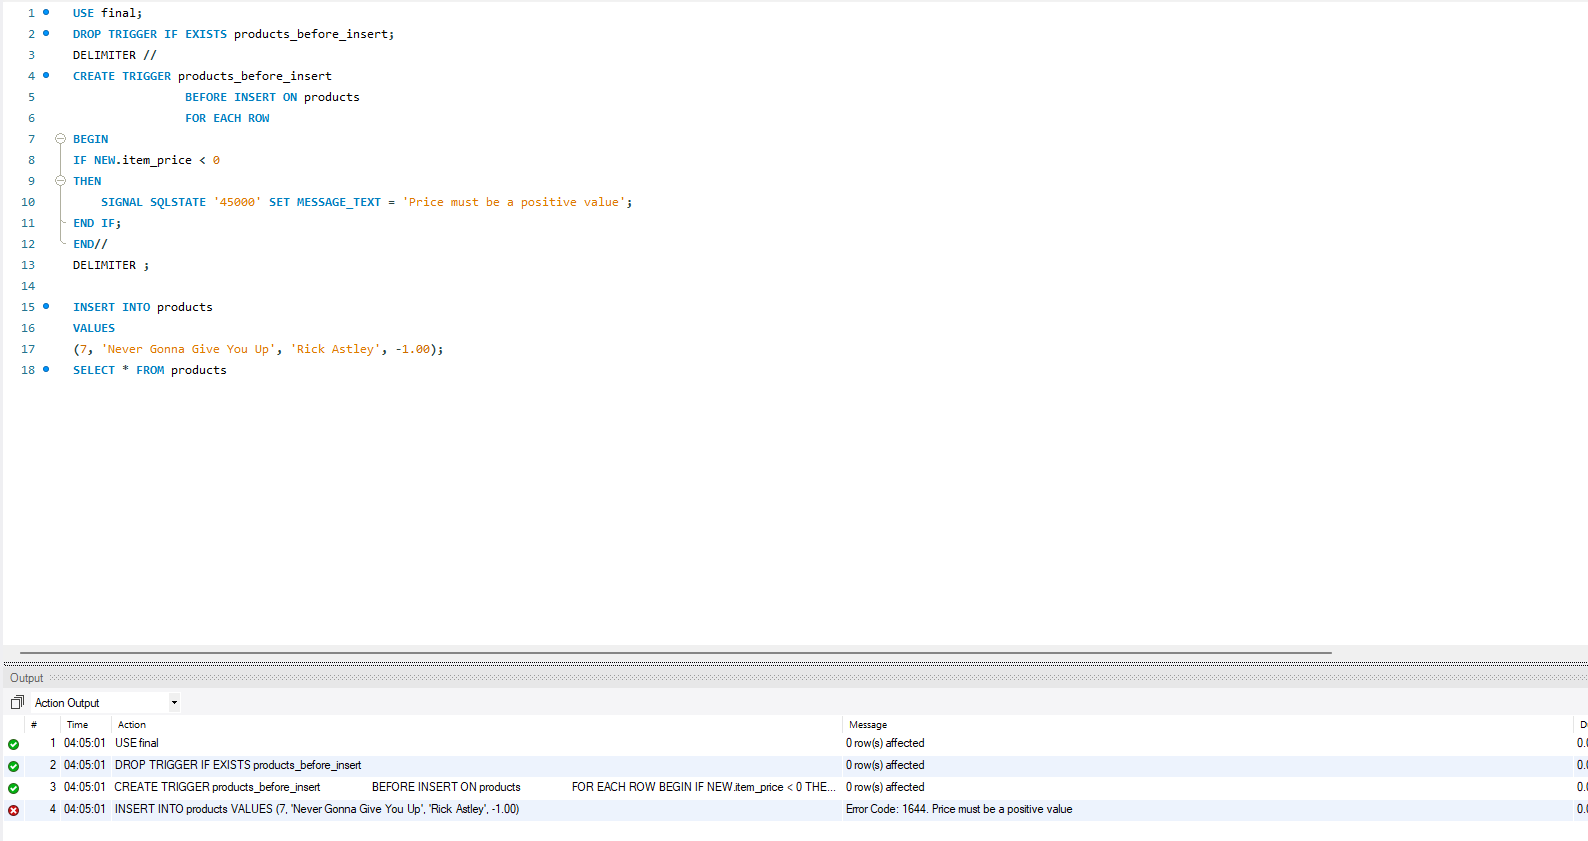 1 USE final;
2 DROP TRIGGER IF EXISTS products_before_insert;
3 DELIMITER //
4 CREATE TRIGGER products_before_insert
5 BEFORE INSERT ON products
6 FOR EACH ROW
7 BEGIN
8 IF NEW.item_price < 0
9 THEN
10 SIGNAL SQLSTATE '45000' SET MESSAGE_TEXT = 'Price must be a positive value';
11 END IF;
12 END//
13 DELIMITER ;
14
15 INSERT INTO products
16 VALUES
17 (7, 'Never Gonna Give You Up', 'Rick Astley', -1.00);
18 SELECT * FROM products
Output
Action Output
# Time Action Message D
1 04:05:01 USE final 0 row(s) affected 0.0
2 04:05:01 DROP TRIGGER IF EXISTS products_before_insert 0 row(s) affected 0.0
3 04:05:01 CREATE TRIGGER products_before_insert BEFORE INSERT ON products FOR EACH ROW BEGIN IF NEW.item_price < 0 THE... 0 row(s) affected 0.0
4 04:05:01 INSERT INTO products VALUES (7, 'Never Gonna Give You Up', 'Rick Astley', -1.00) Error Code: 1644. Price must be a positive value 0.0